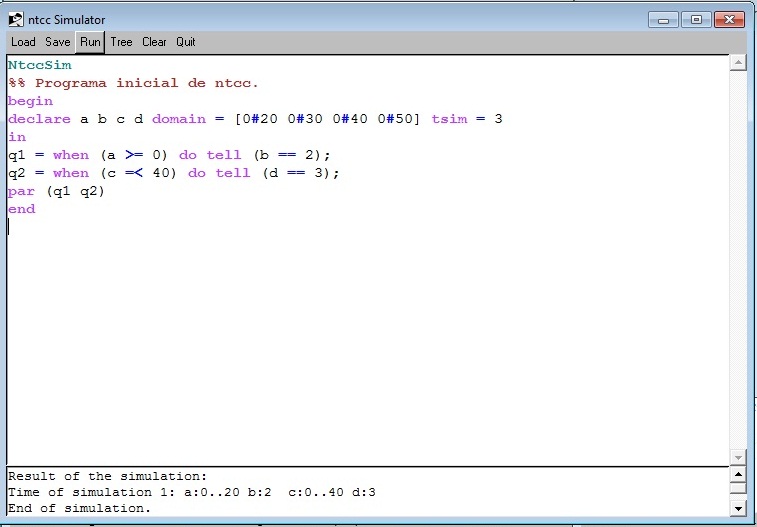 ntcc Simulator
Load Save Run Tree Clear Quit
NtccSim
%% Programa inicial de ntcc.
begin
declare a b c d domain = [0#20 0#30 0#40 0#50] tsim = 3
in
q1 = when (a >= 0) do tell (b == 2);
q2 = when (c =< 40) do tell (d == 3);
par (q1 q2)
end
Result of the simulation:
Time of simulation 1: a:0..20 b:2  c:0..40 d:3
End of simulation.